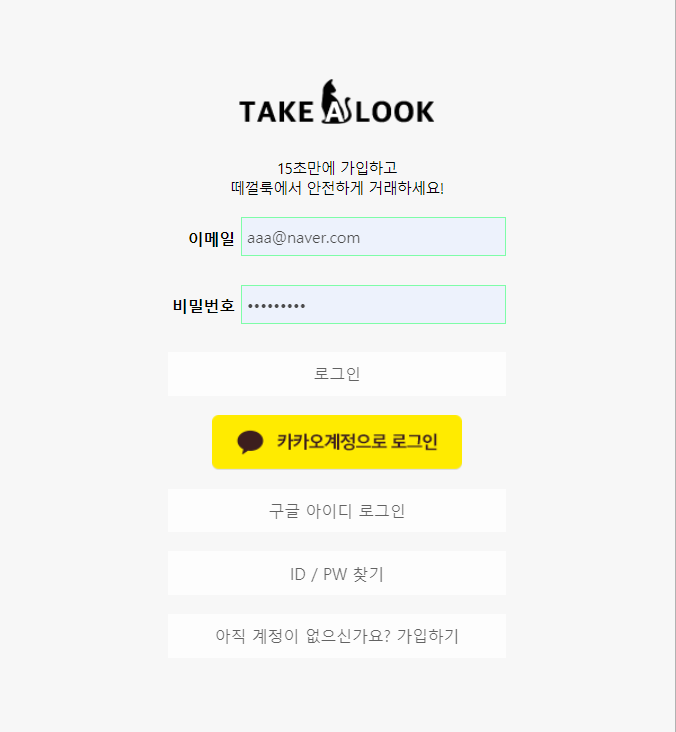 TAKE A LOOK
15초만에 가입하고
떼껄룩에서 안전하게 거래하세요!
이메일 aaa@naver.com
비밀번호 •••••••••
로그인
카카오계정으로 로그인
구글 아이디 로그인
ID / PW 찾기
아직 계정이 없으신가요? 가입하기